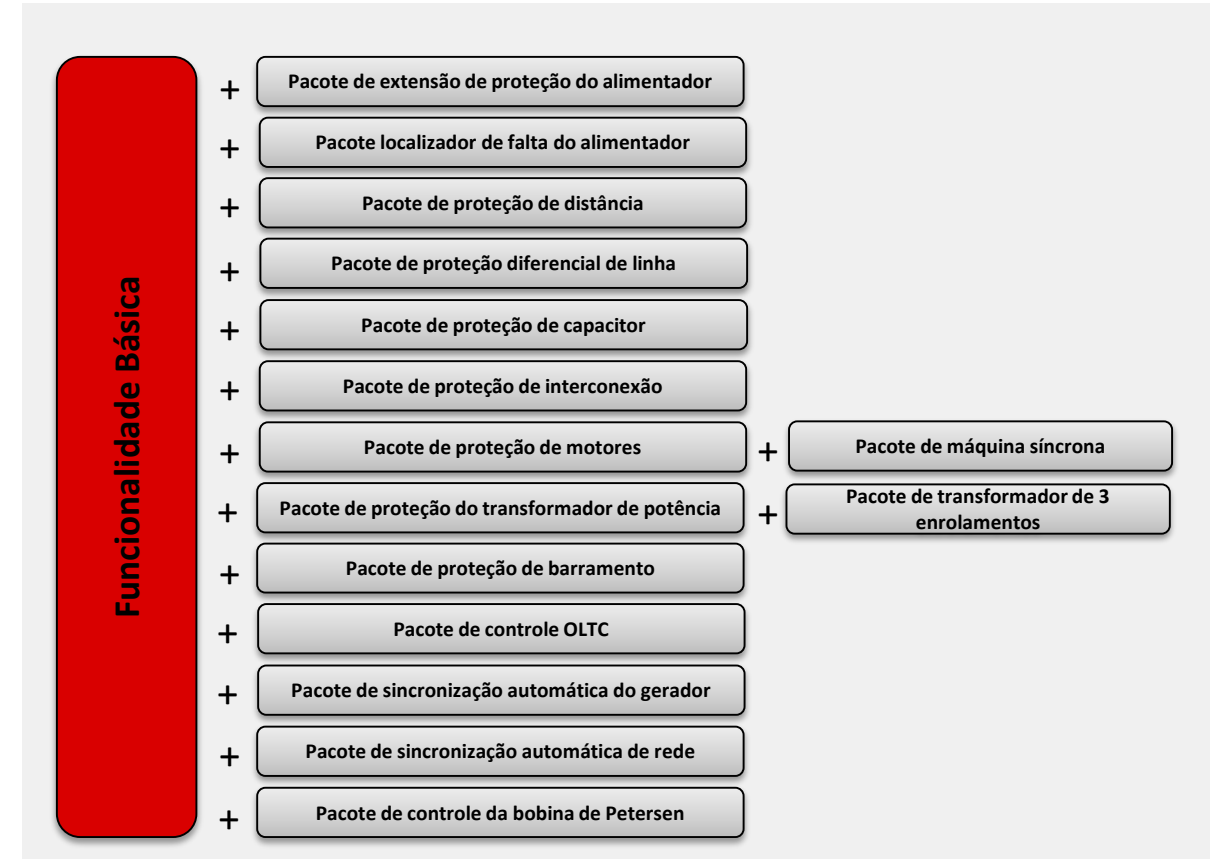 Funcionalidade Básica
+ Pacote de extensão de proteção do alimentador
+ Pacote localizador de falta do alimentador
+ Pacote de proteção de distância
+ Pacote de proteção diferencial de linha
+ Pacote de proteção de capacitor
+ Pacote de proteção de interconexão
+ Pacote de proteção de motores + Pacote de máquina síncrona
+ Pacote de proteção do transformador de potência + Pacote de transformador de 3
enrolamentos
+ Pacote de proteção de barramento
+ Pacote de controle OLTC
+ Pacote de sincronização automática do gerador
+ Pacote de sincronização automática de rede
+ Pacote de controle da bobina de Petersen